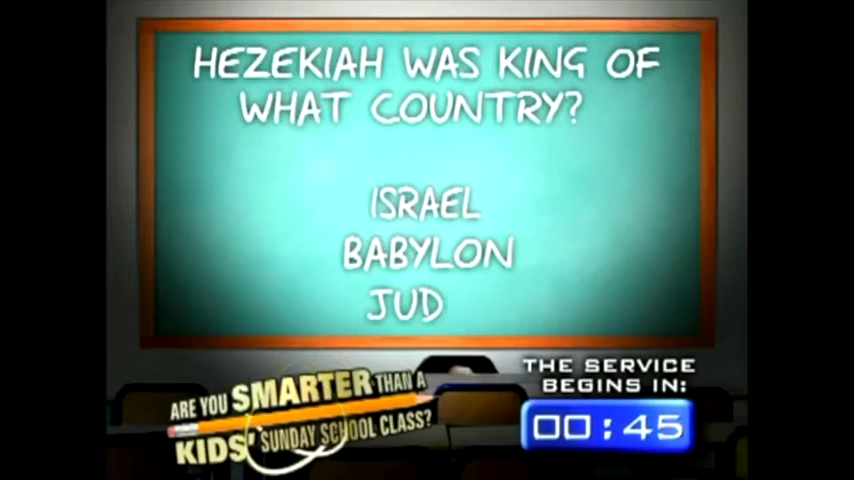 HEZEKIAH WAS KING OF
WHAT COUNTRY?
ISRAEL
BABYLON
JUD
ARE YOU SMARTER THAN A
KIDS' SUNDAY SCHOOL CLASS?
THE SERVICE
BEGINS IN:
00:45